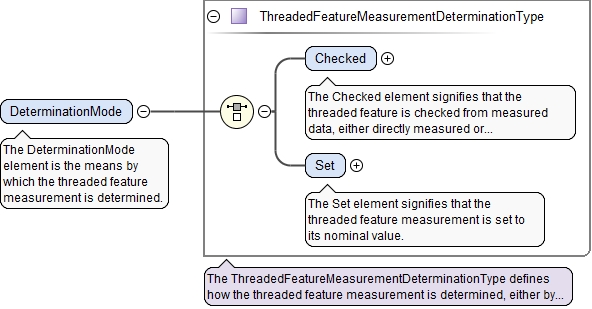 ThreadedFeatureMeasurementDeterminationType
Checked
The Checked element signifies that the
threaded feature is checked from measured
data, either directly measured or...
DeterminationMode
The DeterminationMode
element is the means by
which the threaded feature
measurement is determined.
Set
The Set element signifies that the
threaded feature measurement is set to
its nominal value.
The ThreadedFeatureMeasurementDeterminationType defines
how the threaded feature measurement is determined, either by...